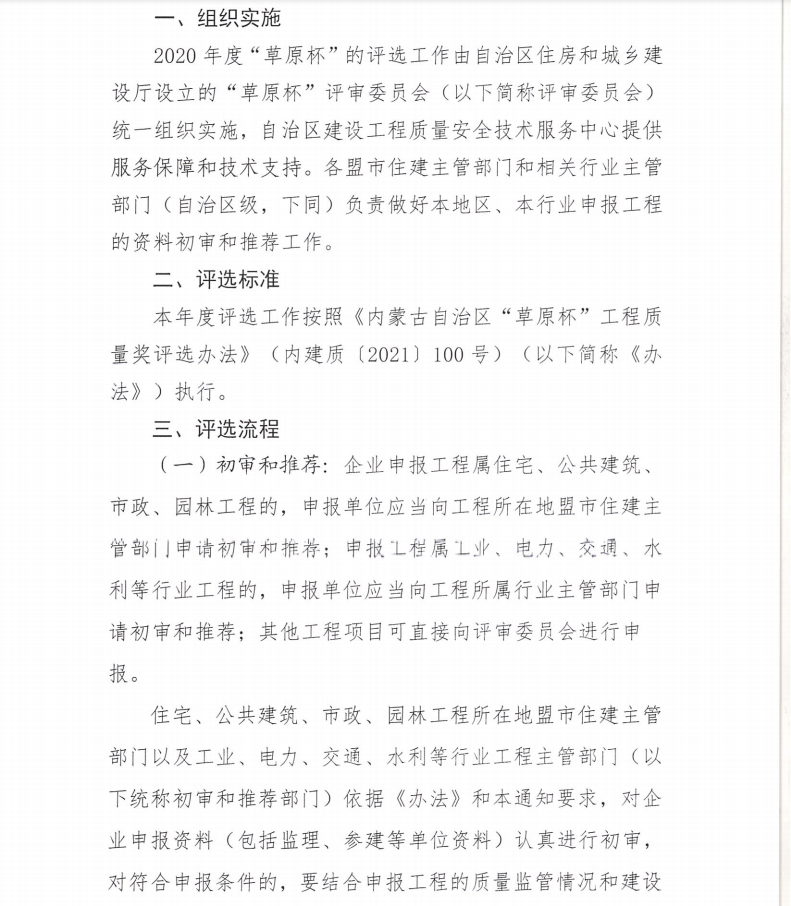 一、组织实施
2020 年度“草原杯”的评选工作由自治区住房和城乡建
设厅设立的“草原杯”评审委员会（以下简称评审委员会）
统一组织实施，自治区建设工程质量安全技术服务中心提供
服务保障和技术支持。各盟市住建主管部门和相关行业主管
部门（自治区级，下同）负责做好本地区、本行业申报工程
的资料初审和推荐工作。
二、评选标准
本年度评选工作按照《内蒙古自治区“草原杯”工程质
量奖评选办法》（内建质〔2021〕100 号）（以下简称《办
法》）执行。
三、评选流程
（一）初审和推荐：企业申报工程属住宅、公共建筑、
市政、园林工程的，申报单位应当向工程所在地盟市住建主
管部门申请初审和推荐；申报工程属工业、电力、交通、水
利等行业工程的，申报单位应当向工程所属行业主管部门申
请初审和推荐；其他工程项目可直接向评审委员会进行申
报。
住宅、公共建筑、市政、园林工程所在地盟市住建主管
部门以及工业、电力、交通、水利等行业工程主管部门（以
下统称初审和推荐部门）依据《办法》和本通知要求，对企
业申报资料（包括监理、参建等单位资料）认真进行初审，
对符合申报条件的，要结合申报工程的质量监管情况和建设